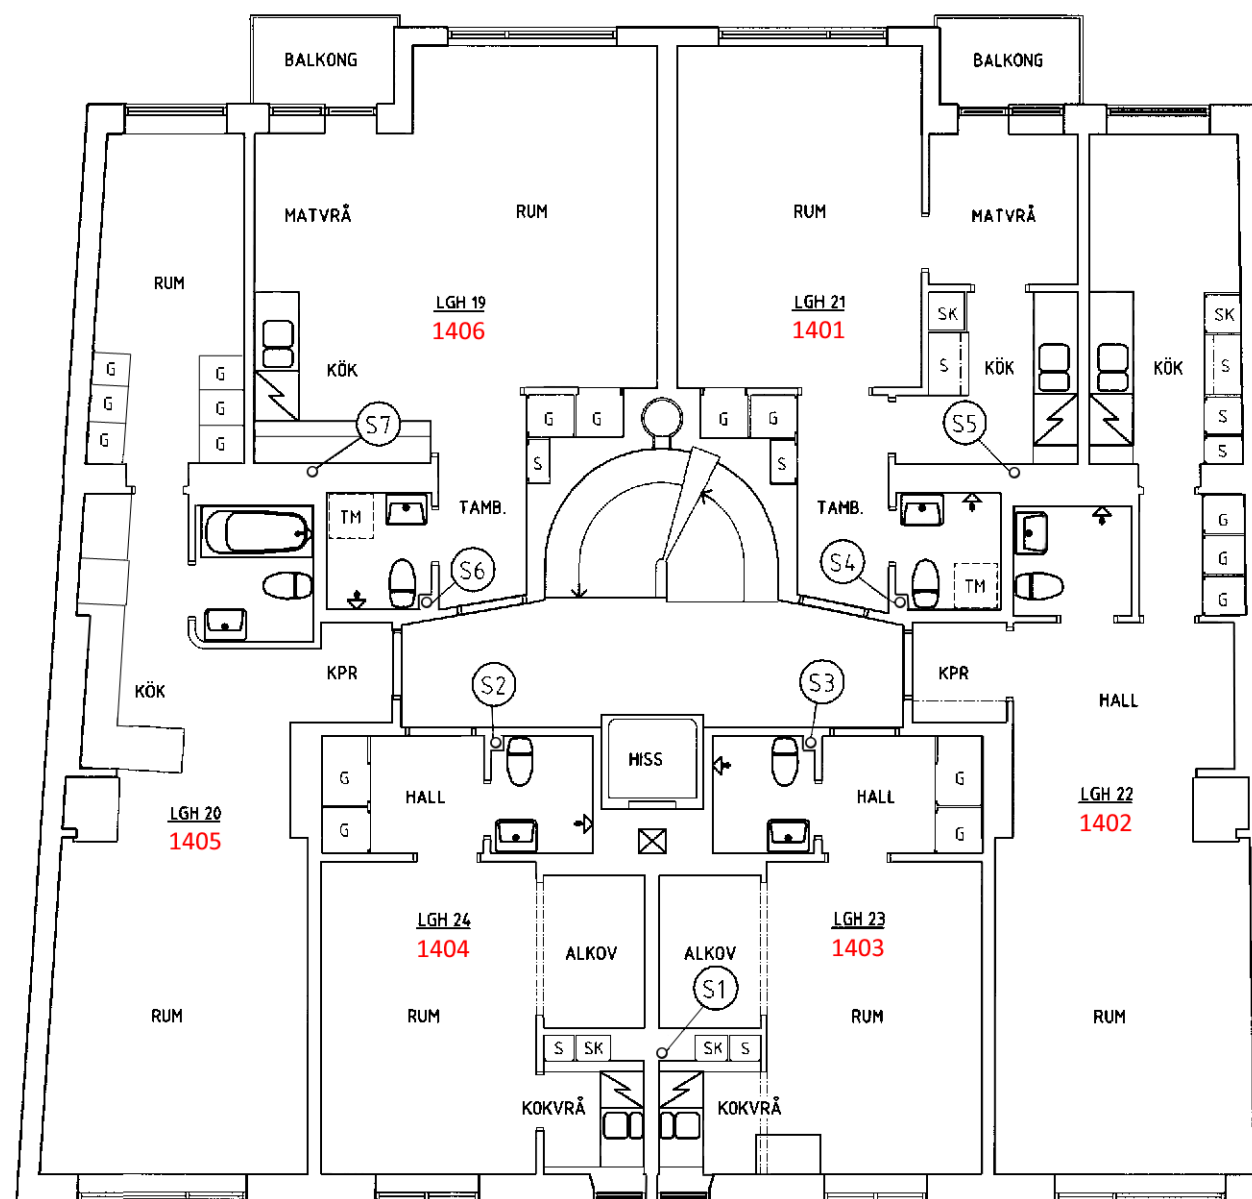 BALKONG
BALKONG
MATVRÅ
RUM
RUM
MATVRÅ
RUM
LGH 19
1406
LGH 21
1401
SK
SK
KÖK
S
KÖK
KÖK
S
G
G
G
G
G
G
G
G
G
G
S
S7
S5
S
S
S
TM
TAMB.
TAMB.
G
G
G
S6
S4
TM
KPR
KPR
KÖK
S2
S3
HALL
HISS
G
HALL
HALL
G
LGH 20
1405
G
G
LGH 22
1402
LGH 24
1404
LGH 23
1403
ALKOV
ALKOV
S1
RUM
RUM
RUM
RUM
S
SK
SK
S
KOKVRÅ
KOKVRÅ